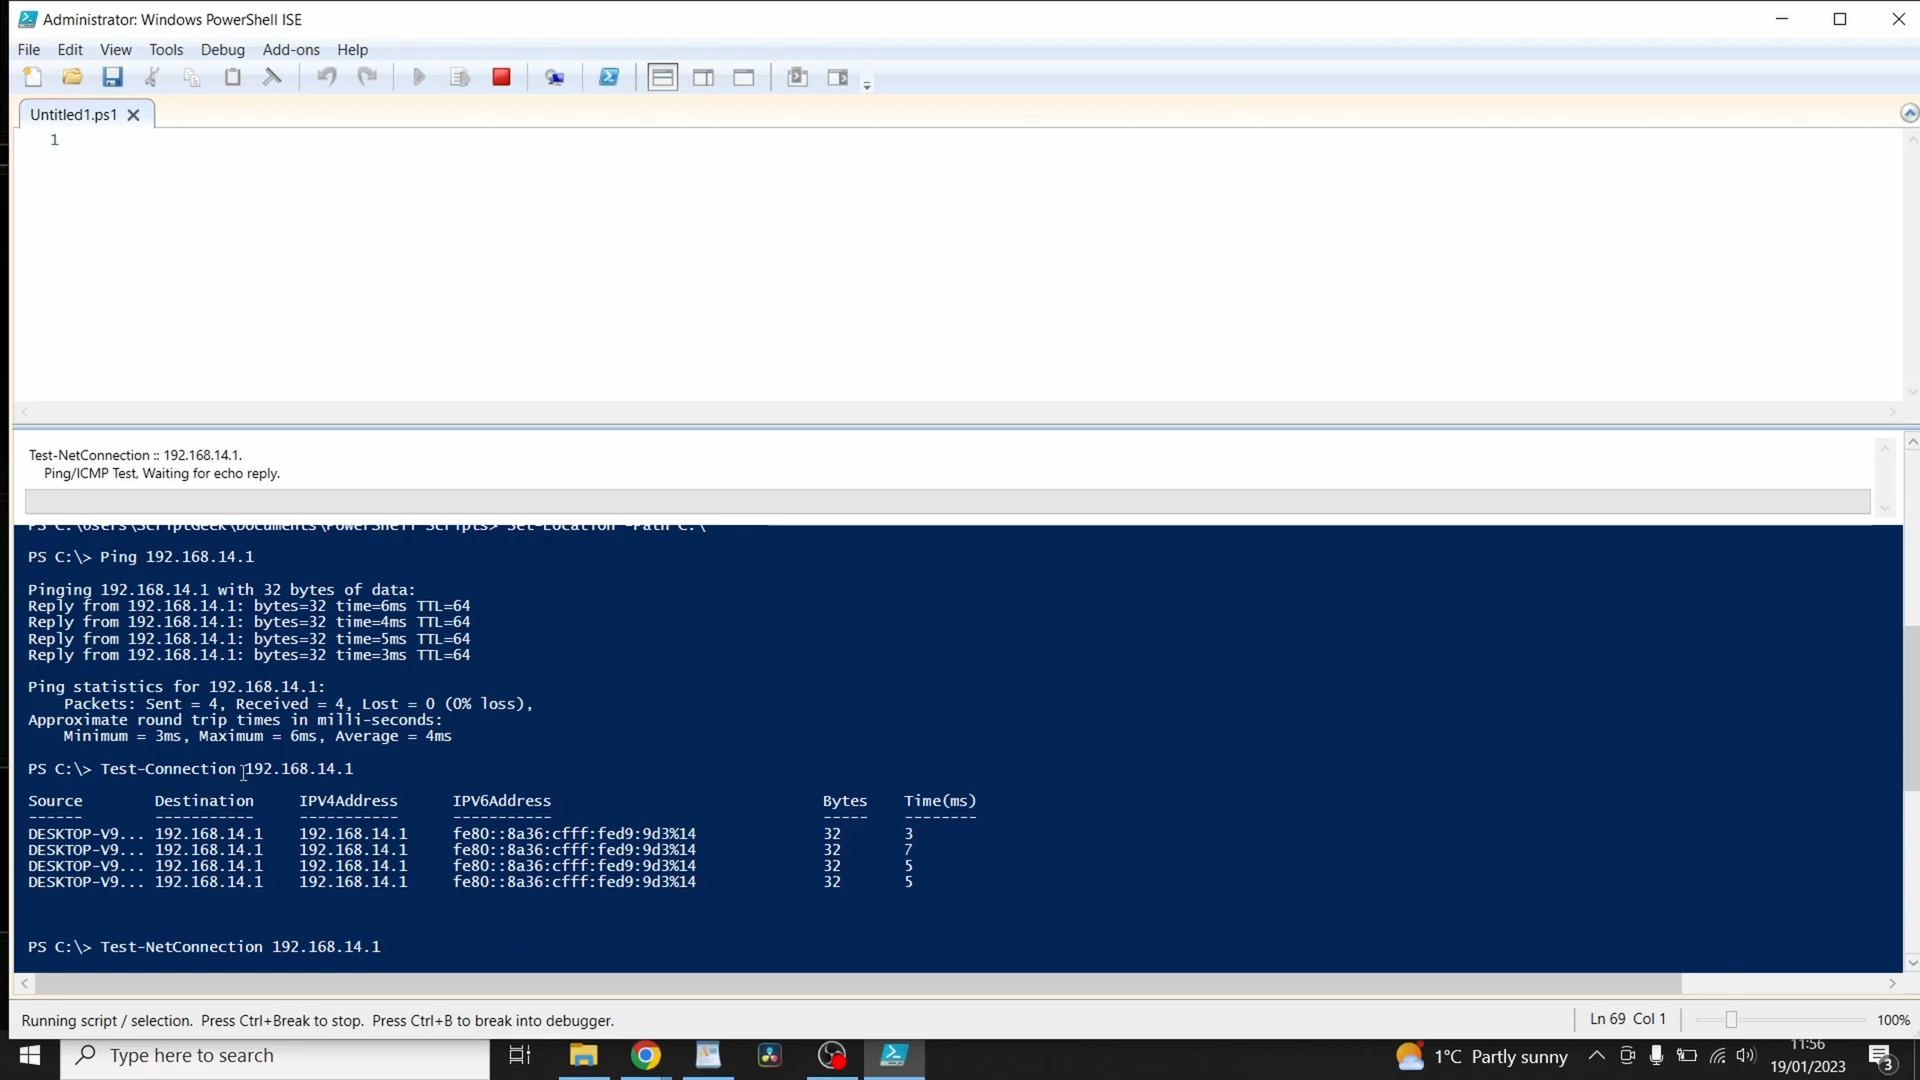 Administrator: Windows PowerShell ISE
File Edit View Tools Debug Add-ons Help
Untitled1.ps1
1
Test-NetConnection :: 192.168.14.1.
Ping/ICMP Test, Waiting for echo reply.
PS C:\Users\ScriptGeek\Documents\PowerShell Scripts> Set-Location -Path C:\
PS C:\> Ping 192.168.14.1
Pinging 192.168.14.1 with 32 bytes of data:
Reply from 192.168.14.1: bytes=32 time=6ms TTL=64
Reply from 192.168.14.1: bytes=32 time=4ms TTL=64
Reply from 192.168.14.1: bytes=32 time=5ms TTL=64
Reply from 192.168.14.1: bytes=32 time=3ms TTL=64
Ping statistics for 192.168.14.1:
Packets: Sent = 4, Received = 4, Lost = 0 (0% loss),
Approximate round trip times in milli-seconds:
Minimum = 3ms, Maximum = 6ms, Average = 4ms
PS C:\> Test-Connection 192.168.14.1
Source Destination IPV4Address IPV6Address Bytes Time(ms)
------ ----------- ----------- ----------- ----- --------
DESKTOP-V9... 192.168.14.1 192.168.14.1 fe80::8a36:cfff:fed9:9d3%14 32 3
DESKTOP-V9... 192.168.14.1 192.168.14.1 fe80::8a36:cfff:fed9:9d3%14 32 7
DESKTOP-V9... 192.168.14.1 192.168.14.1 fe80::8a36:cfff:fed9:9d3%14 32 5
DESKTOP-V9... 192.168.14.1 192.168.14.1 fe80::8a36:cfff:fed9:9d3%14 32 5
PS C:\> Test-NetConnection 192.168.14.1
Running script / selection. Press Ctrl+Break to stop. Press Ctrl+B to break into debugger.
Ln 69 Col 1
100%
Type here to search
1°C Partly sunny
11:56
19/01/2023
3